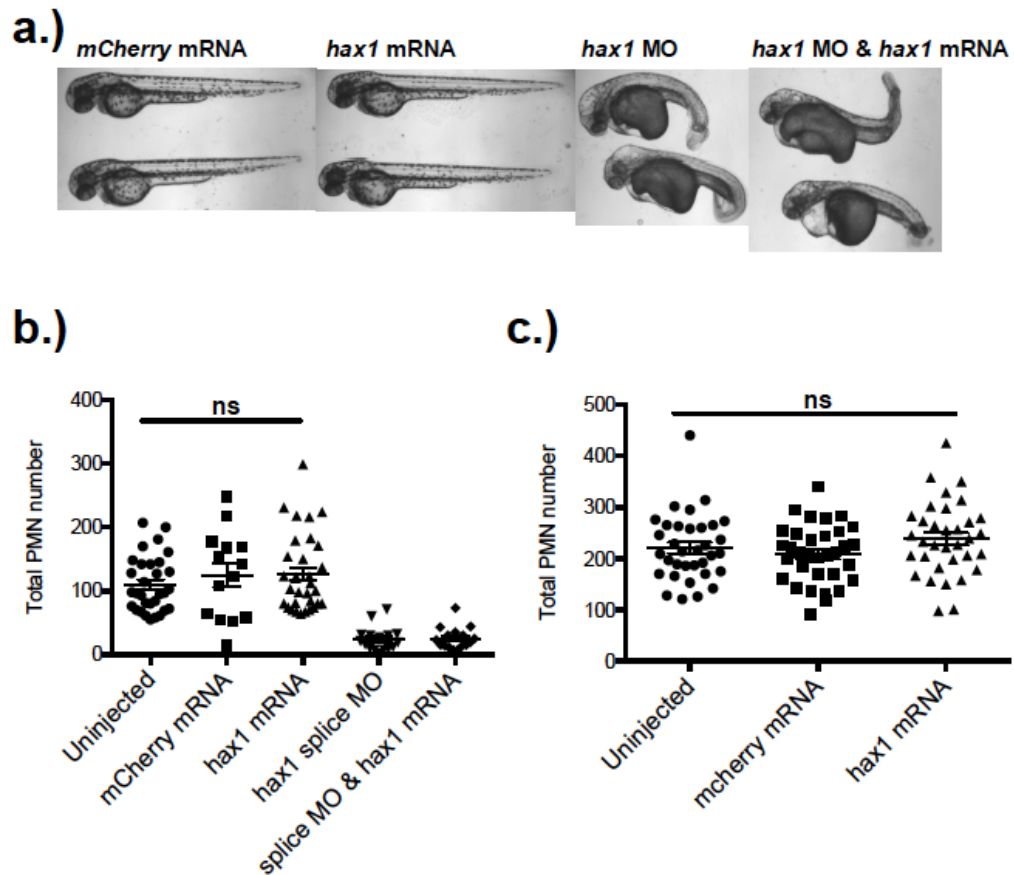 a.)
mCherry mRNA
hax1 mRNA
hax1 MO
hax1 MO & hax1 mRNA
b.)
Total PMN number
400
300
200
100
0
ns
Uninjected
mCherry mRNA
hax1 mRNA
hax1 splice MO
splice MO & hax1 mRNA
c.)
Total PMN number
500
400
300
200
100
0
ns
Uninjected
mcherry mRNA
hax1 mRNA